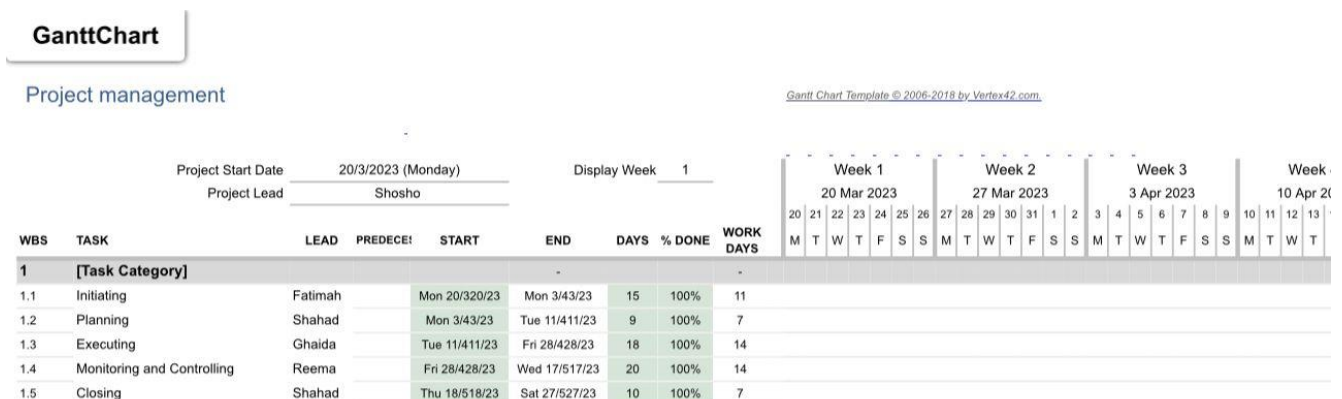 GanttChart
Project management
Gantt Chart Template © 2006-2018 by Vertex42.com.
Project Start Date 20/3/2023 (Monday) Display Week 1 Week 1 Week 2 Week 3 Week
Project Lead Shosho 20 Mar 2023 27 Mar 2023 3 Apr 2023 10 Apr 20
20 21 22 23 24 25 26 27 28 29 30 31 1 2 3 4 5 6 7 8 9 10 11 12 13
WBS TASK LEAD PREDECE START END DAYS % DONE WORK DAYS M T W T F S S M T W T F S S M T W T F S S M T W T
1 [Task Category] - -
1.1 Initiating Fatimah Mon 20/320/23 Mon 3/43/23 15 100% 11
1.2 Planning Shahad Mon 3/43/23 Tue 11/411/23 9 100% 7
1.3 Executing Ghaida Tue 11/411/23 Fri 28/428/23 18 100% 14
1.4 Monitoring and Controlling Reema Fri 28/428/23 Wed 17/517/23 20 100% 14
1.5 Closing Shahad Thu 18/518/23 Sat 27/527/23 10 100% 7